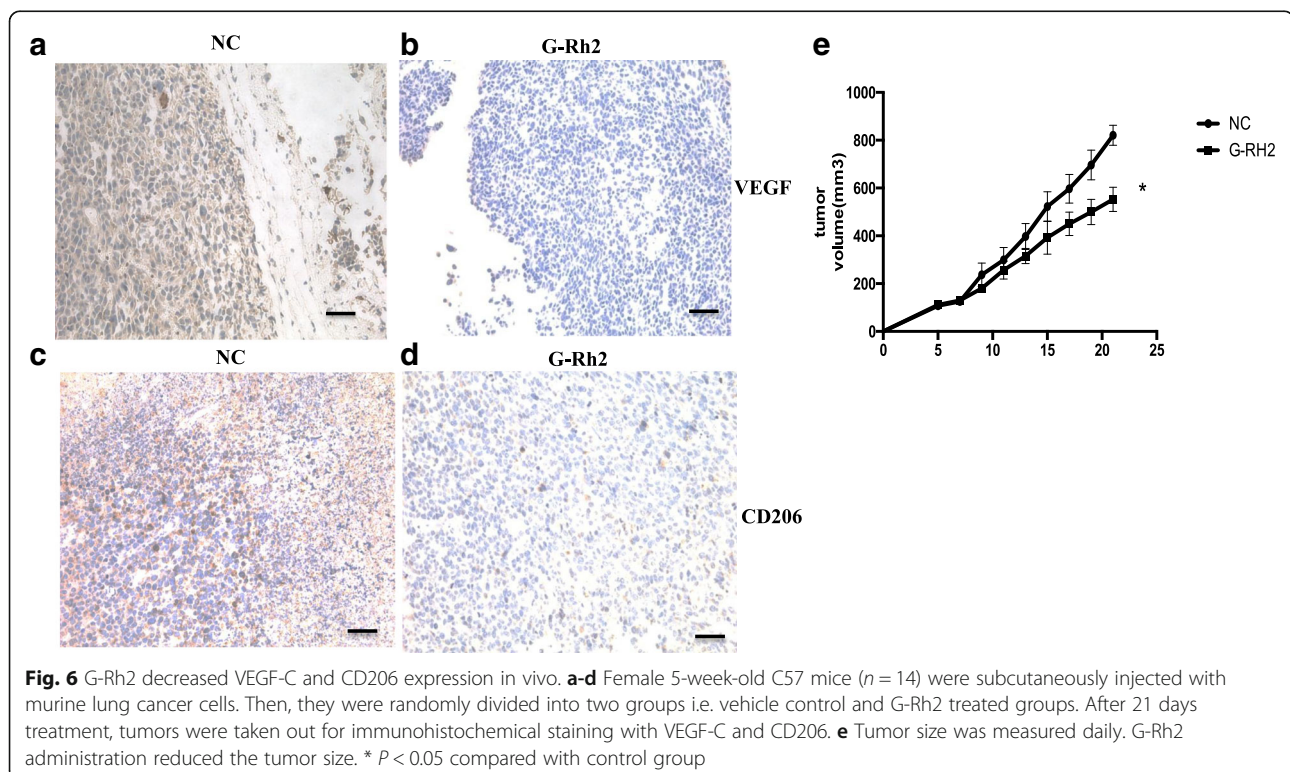 a
NC
b
G-Rh2
VEGF
c
NC
d
G-Rh2
CD206
e
1000
800
600
400
200
0
tumor
volume(mm3)
0 5 10 15 20 25
NC
G-RH2
*
Fig. 6 G-Rh2 decreased VEGF-C and CD206 expression in vivo. a-d Female 5-week-old C57 mice (n = 14) were subcutaneously injected with
murine lung cancer cells. Then, they were randomly divided into two groups i.e. vehicle control and G-Rh2 treated groups. After 21 days
treatment, tumors were taken out for immunohistochemical staining with VEGF-C and CD206. e Tumor size was measured daily. G-Rh2
administration reduced the tumor size. * P < 0.05 compared with control group